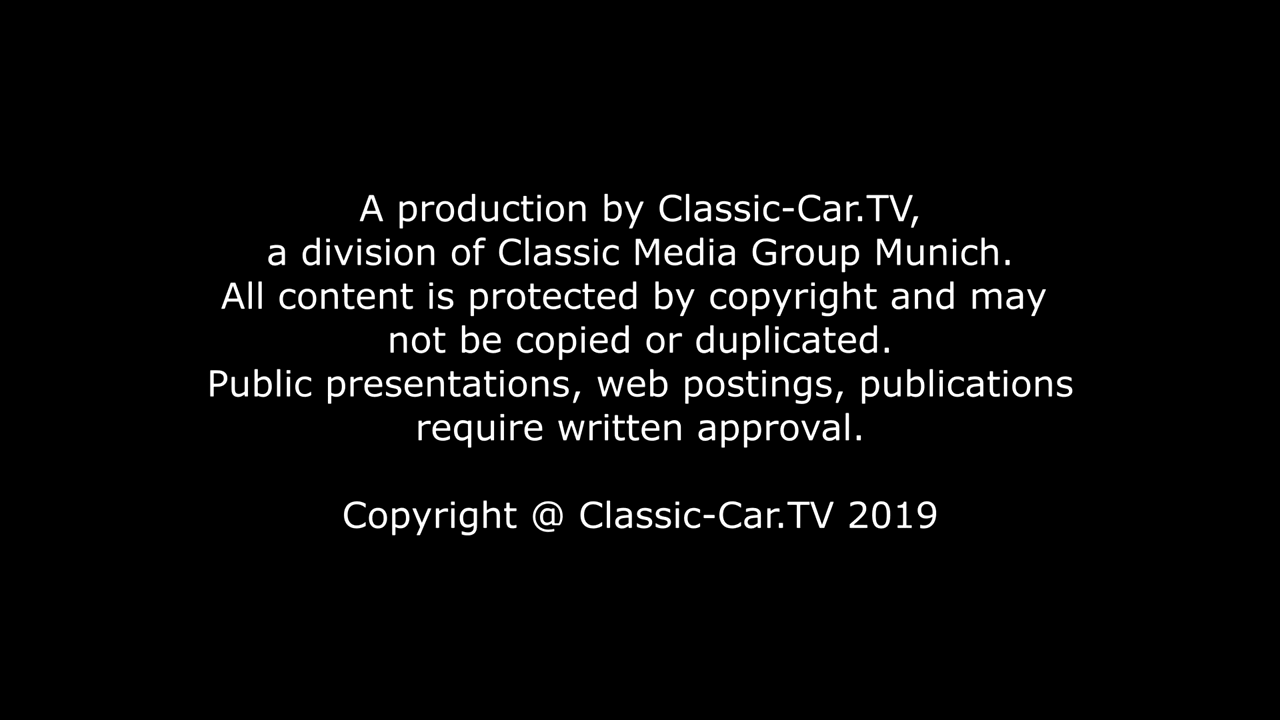 A production by Classic-Car.TV,
a division of Classic Media Group Munich.
All content is protected by copyright and may
not be copied or duplicated.
Public presentations, web postings, publications
require written approval.
Copyright @ Classic-Car.TV 2019